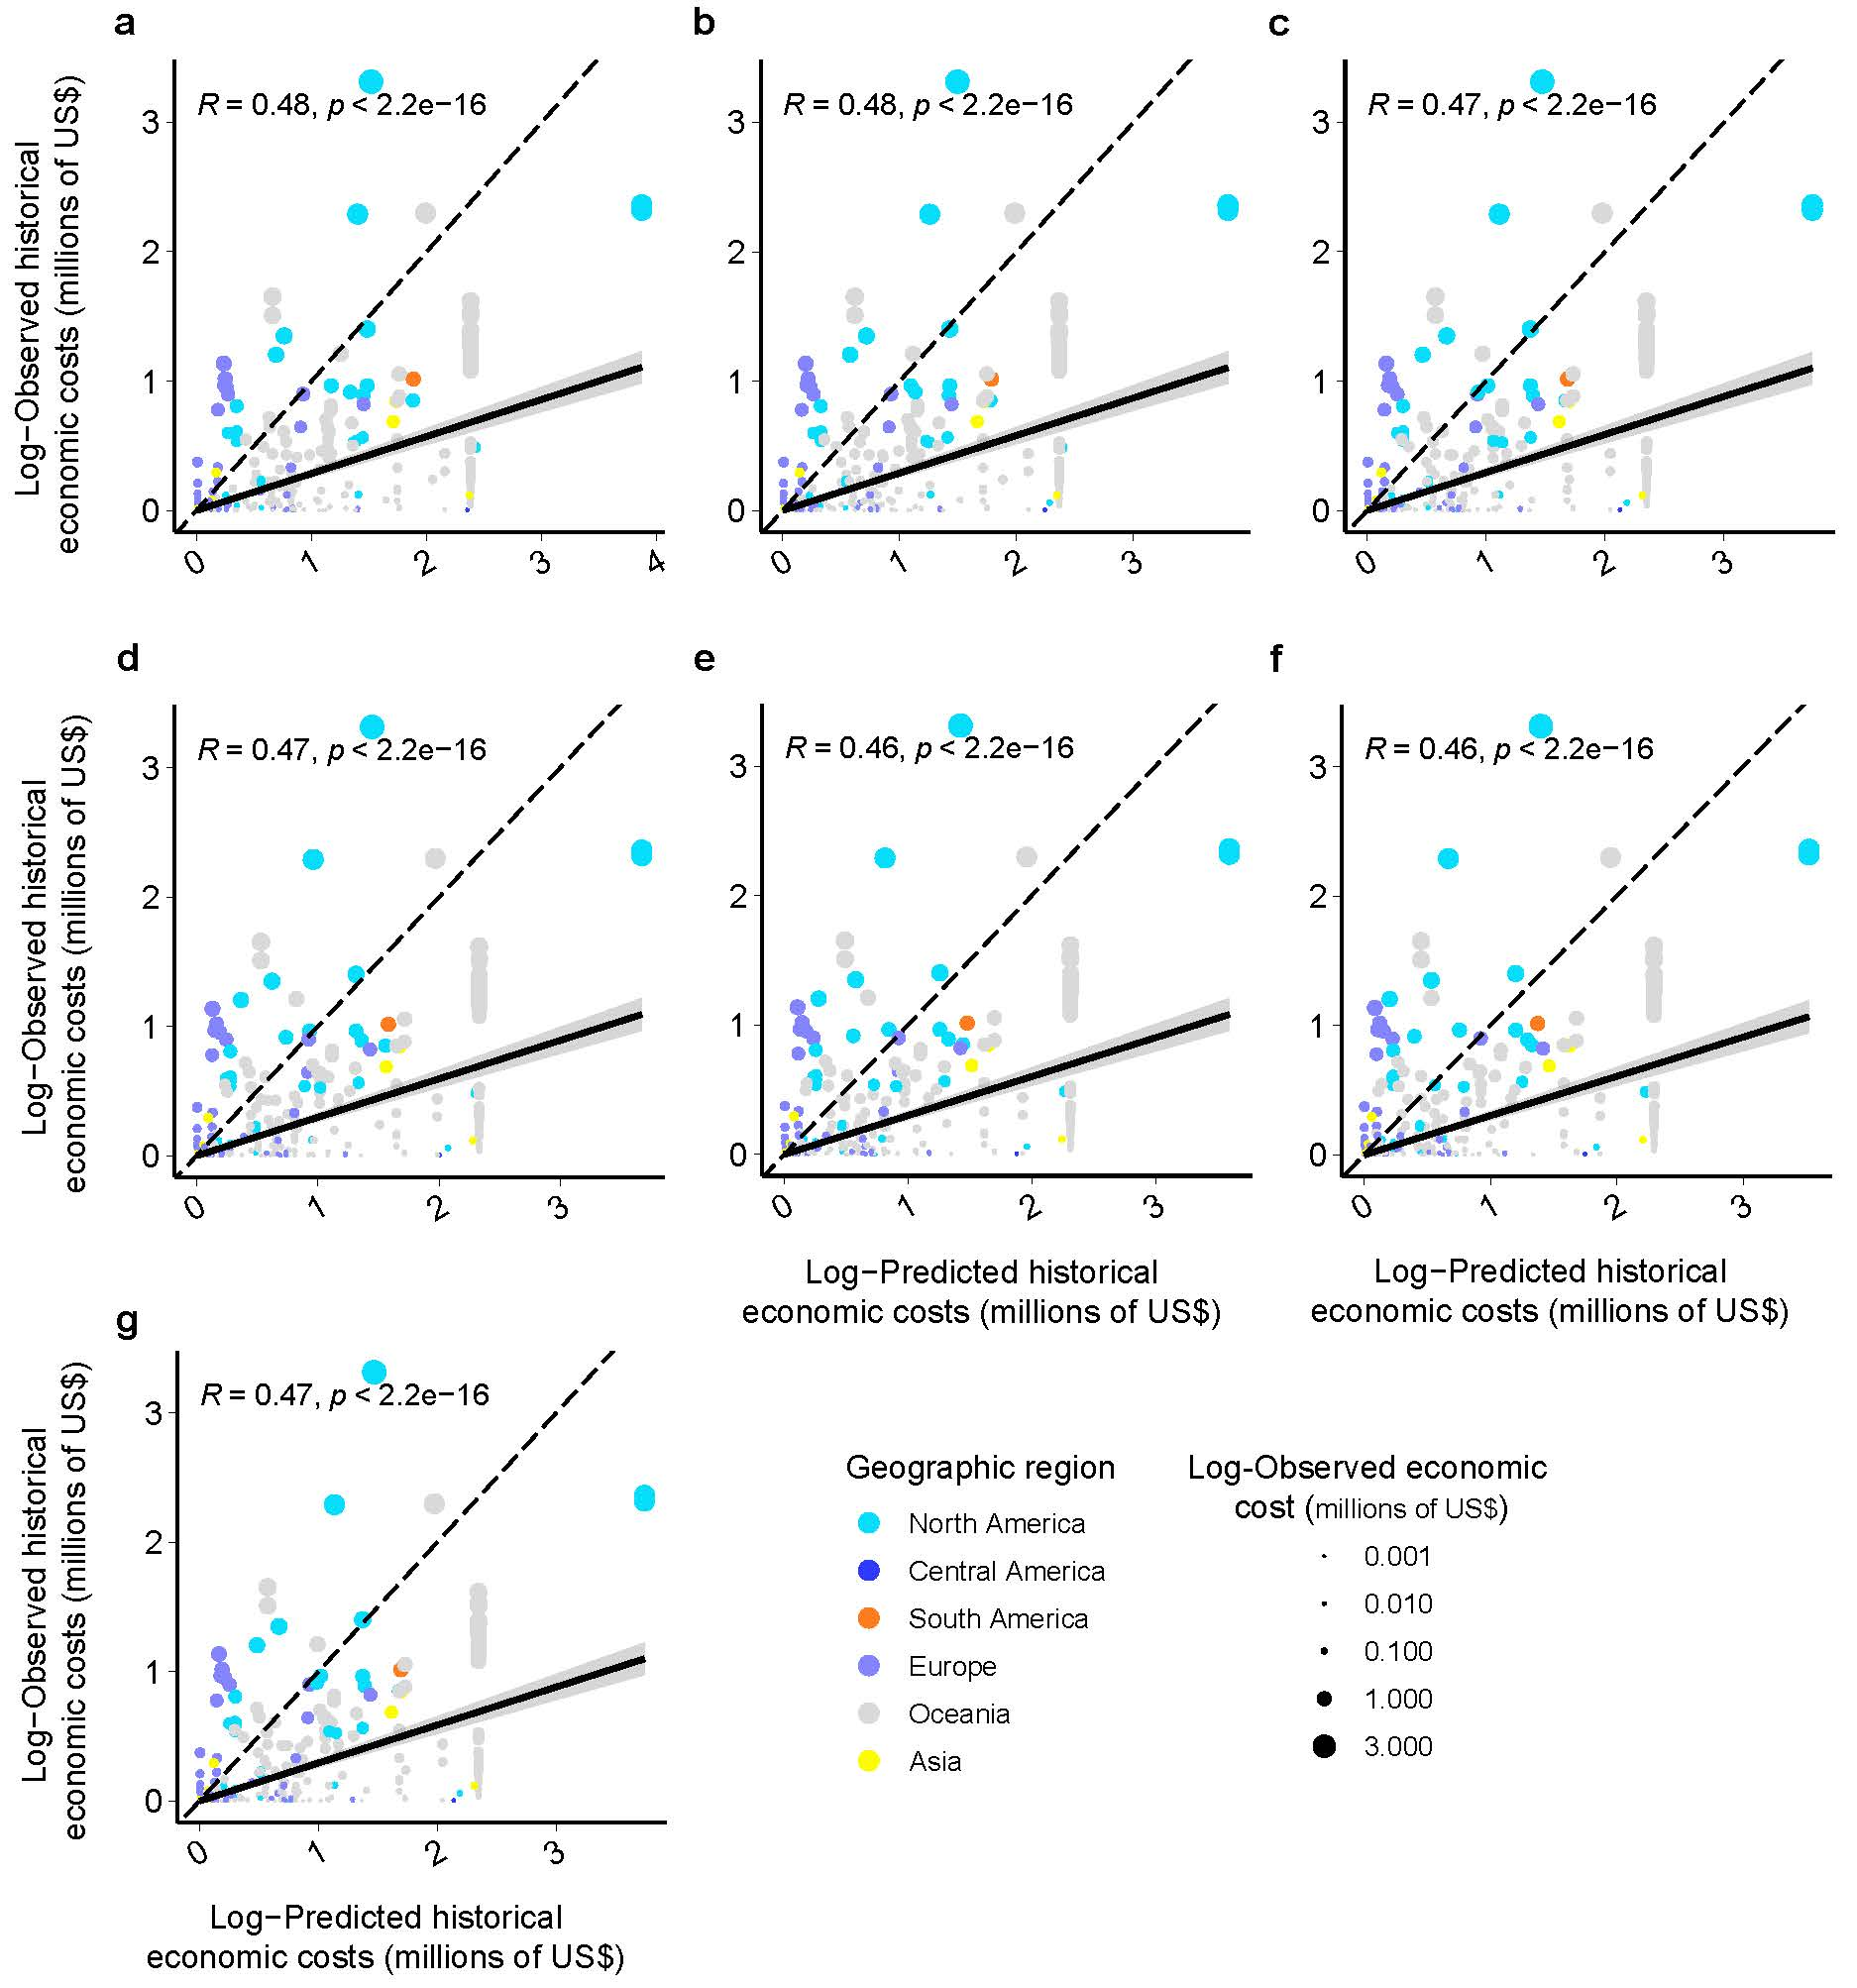 a
b
c
Log−Observed historical
economic costs (millions of US$)
R = 0.48, p < 2.2e−16
3
2
1
0
0 1 2 3 4
R = 0.48, p < 2.2e−16
3
2
1
0
0 1 2 3
R = 0.47, p < 2.2e−16
3
2
1
0
0 1 2 3
d
e
f
Log−Observed historical
economic costs (millions of US$)
R = 0.47, p < 2.2e−16
3
2
1
0
0 1 2 3
R = 0.46, p < 2.2e−16
3
2
1
0
0 1 2 3
Log−Predicted historical
economic costs (millions of US$)
R = 0.46, p < 2.2e−16
3
2
1
0
0 1 2 3
Log−Predicted historical
economic costs (millions of US$)
g
Log−Observed historical
economic costs (millions of US$)
R = 0.47, p < 2.2e−16
3
2
1
0
0 1 2 3
Log−Predicted historical
economic costs (millions of US$)
Geographic region
North America
Central America
South America
Europe
Oceania
Asia
Log-Observed economic
cost (millions of US$)
0.001
0.010
0.100
1.000
3.000